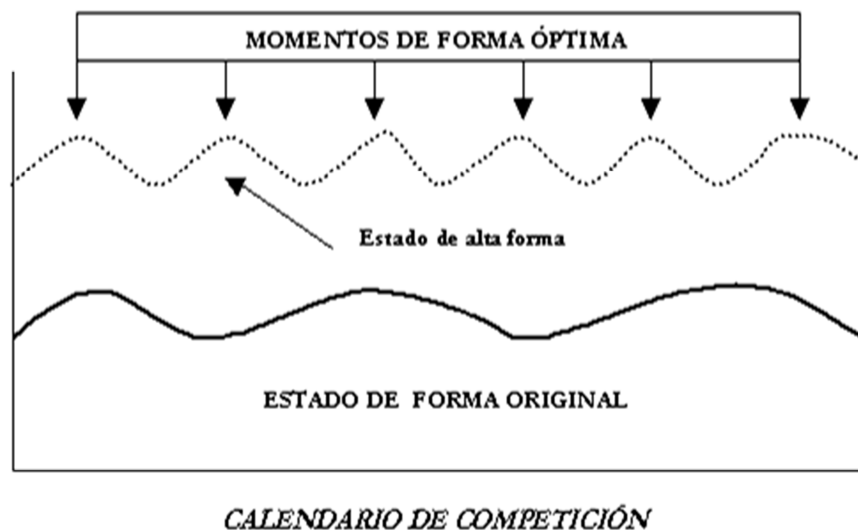 MOMENTOS DE FORMA ÓPTIMA
Estado de alta forma
ESTADO DE FORMA ORIGINAL
CALENDARIO DE COMPETICIÓN